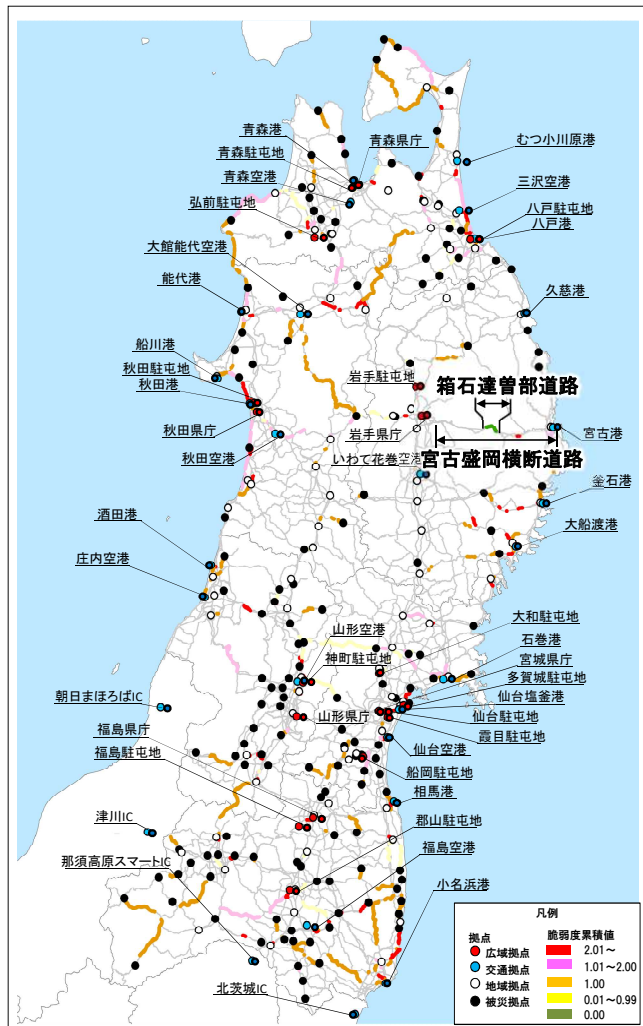 青森港
青森県庁
青森駐屯地
むつ小川原港
青森空港
三沢空港
弘前駐屯地
八戸駐屯地
八戸港
大館能代空港
能代港
久慈港
船川港
岩手駐屯地
箱石達曽部道路
秋田駐屯地
秋田港
秋田県庁
岩手県庁
宮古港
秋田空港
いわて花巻空港
宮古盛岡横断道路
釜石港
酒田港
大船渡港
庄内空港
大和駐屯地
山形空港
石巻港
神町駐屯地
宮城県庁
多賀城駐屯地
朝日まほろばIC
仙台塩釜港
山形県庁
仙台駐屯地
福島県庁
霞目駐屯地
福島駐屯地
仙台空港
船岡駐屯地
相馬港
津川IC
郡山駐屯地
那須高原スマートIC
福島空港
小名浜港
北茨城IC
凡例
拠点
脆弱度累積値
広域拠点
2.01~
交通拠点
1.01~2.00
地域拠点
1.00
被災拠点
0.01~0.99
0.00